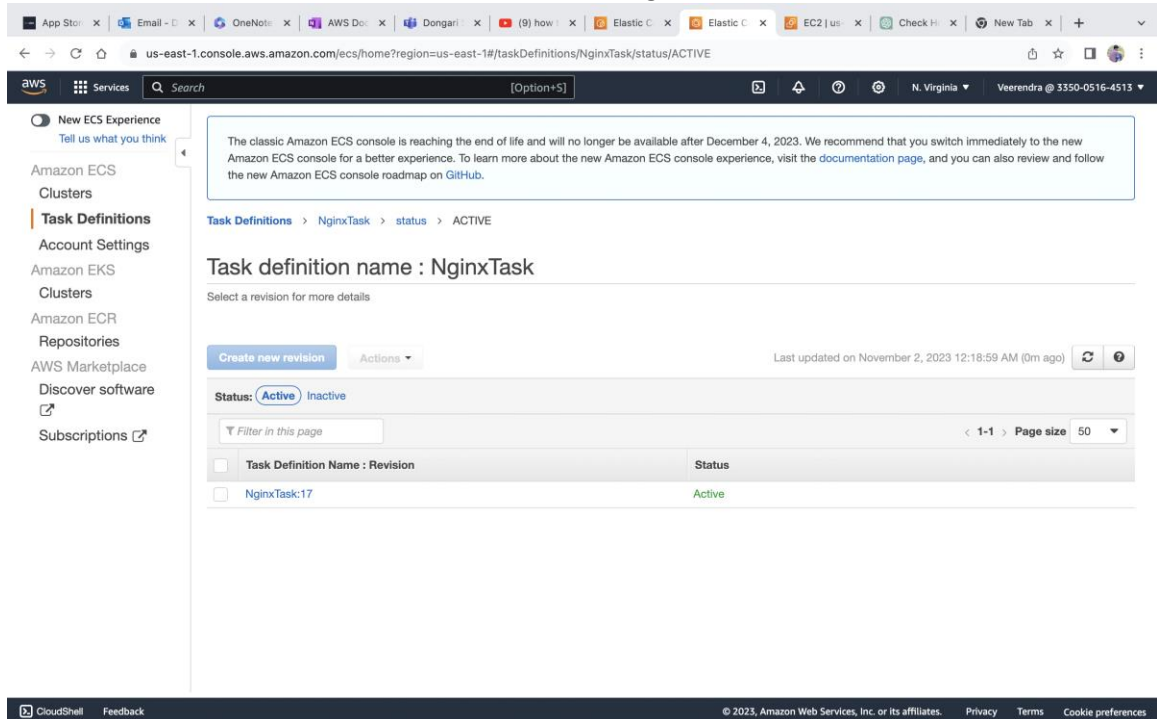 App Stor
Email - D
OneNote
AWS Doc
Dongari
(9) how t
Elastic C
Elastic C
EC2 | us-
Check H
New Tab
us-east-1.console.aws.amazon.com/ecs/home?region=us-east-1#/taskDefinitions/NginxTask/status/ACTIVE
aws
Services
Search
[Option+S]
N. Virginia
Veerendra @ 3350-0516-4513
New ECS Experience
Tell us what you think
Amazon ECS
Clusters
Task Definitions
Account Settings
Amazon EKS
Clusters
Amazon ECR
Repositories
AWS Marketplace
Discover software
Subscriptions
The classic Amazon ECS console is reaching the end of life and will no longer be available after December 4, 2023. We recommend that you switch immediately to the new
Amazon ECS console for a better experience. To learn more about the new Amazon ECS console experience, visit the documentation page, and you can also review and follow
the new Amazon ECS console roadmap on GitHub.
Task Definitions > NginxTask > status > ACTIVE
Task definition name : NginxTask
Select a revision for more details
Create new revision
Actions
Last updated on November 2, 2023 12:18:59 AM (0m ago)
Status: Active Inactive
Filter in this page
< 1-1 > Page size 50
Task Definition Name : Revision
Status
NginxTask:17
Active
CloudShell
Feedback
© 2023, Amazon Web Services, Inc. or its affiliates.
Privacy
Terms
Cookie preferences